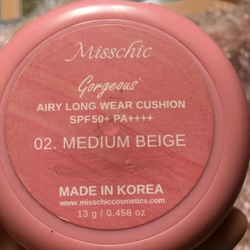 Misschic
Gorgeous
AIRY LONG WEAR CUSHION
SPF50+ PA++++
02. MEDIUM BEIGE
MADE IN KOREA
www.misschiccosmetics.com
13 g / 0.458 oz